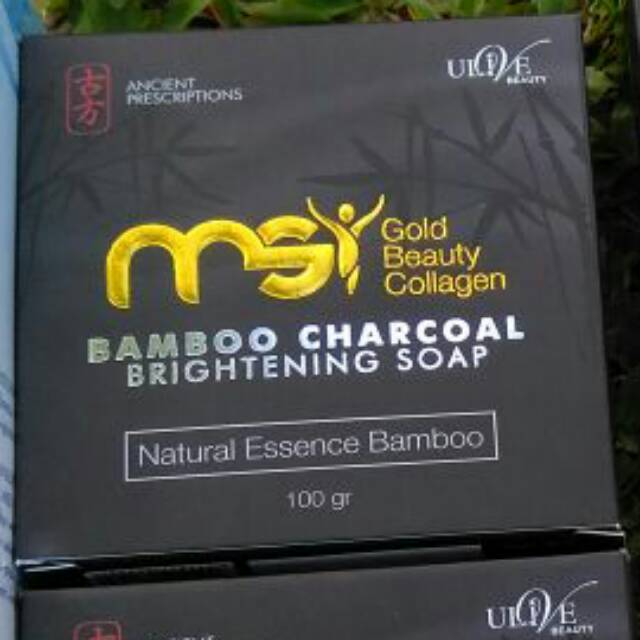 古方
ANCIENT
PRESCRIPTIONS
ULIVE
BEAUTY
msi
Gold
Beauty
Collagen
BAMBOO CHARCOAL
BRIGHTENING SOAP
Natural Essence Bamboo
100 gr
ULIVE
BEAUTY